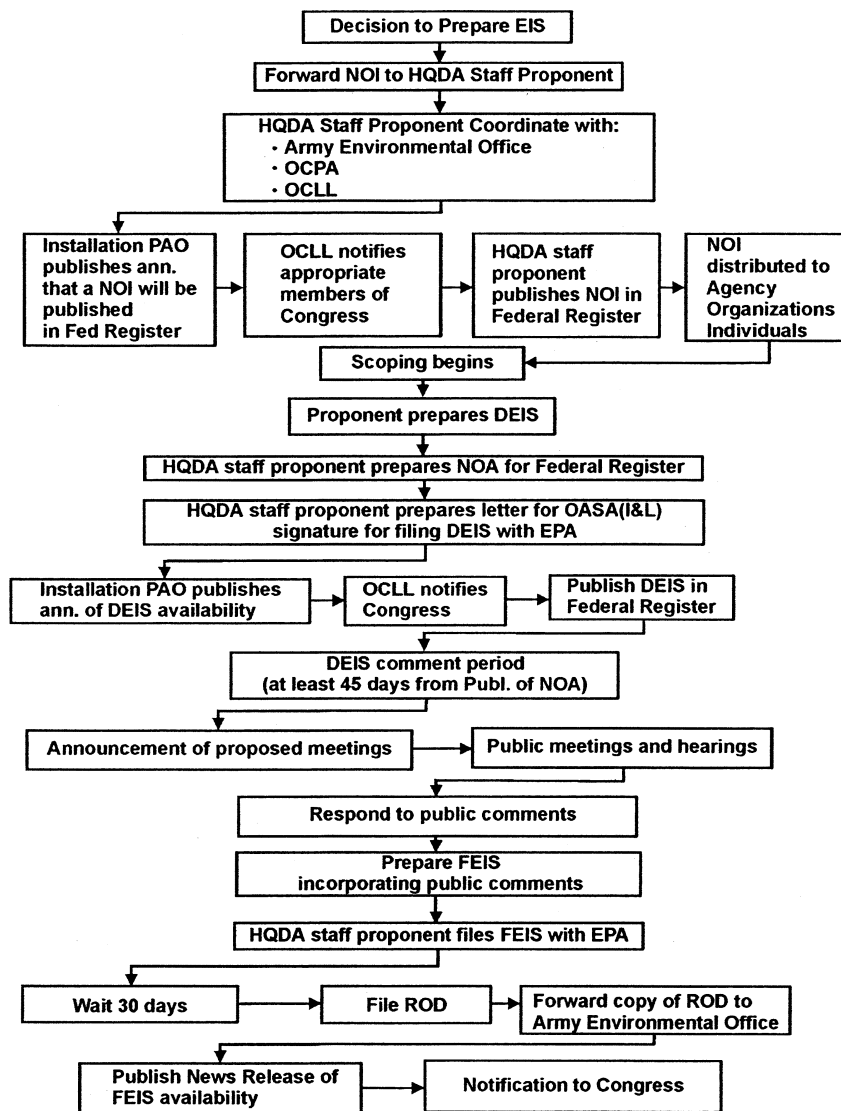 Decision to Prepare EIS
Forward NOI to HQDA Staff Proponent
HQDA Staff Proponent Coordinate with:
· Army Environmental Office
· OCPA
· OCLL
Installation PAO
publishes ann.
that a NOI will be
published
in Fed Register
OCLL notifies
appropriate
members of
Congress
HQDA staff
proponent
publishes NOI in
Federal Register
NOI
distributed to
Agency
Organizations
Individuals
Scoping begins
Proponent prepares DEIS
HQDA staff proponent prepares NOA for Federal Register
HQDA staff proponent prepares letter for OASA(I&L)
signature for filing DEIS with EPA
Installation PAO publishes
ann. of DEIS availability
OCLL notifies
Congress
Publish DEIS in
Federal Register
DEIS comment period
(at least 45 days from Publ. of NOA)
Announcement of proposed meetings
Public meetings and hearings
Respond to public comments
Prepare FEIS
incorporating public comments
HQDA staff proponent files FEIS with EPA
Wait 30 days
File ROD
Forward copy of ROD to
Army Environmental Office
Publish News Release of
FEIS availability
Notification to Congress